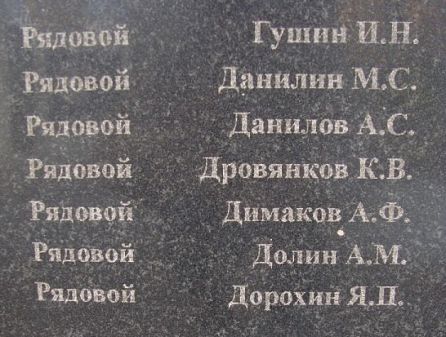 Рядовой Гушин И.Н.
Рядовой Данилин М.С.
Рядовой Данилов А.С.
Рядовой Дровянков К.В.
Рядовой Димаков А.Ф.
Рядовой Долин А.М.
Рядовой Дорохин Я.П.